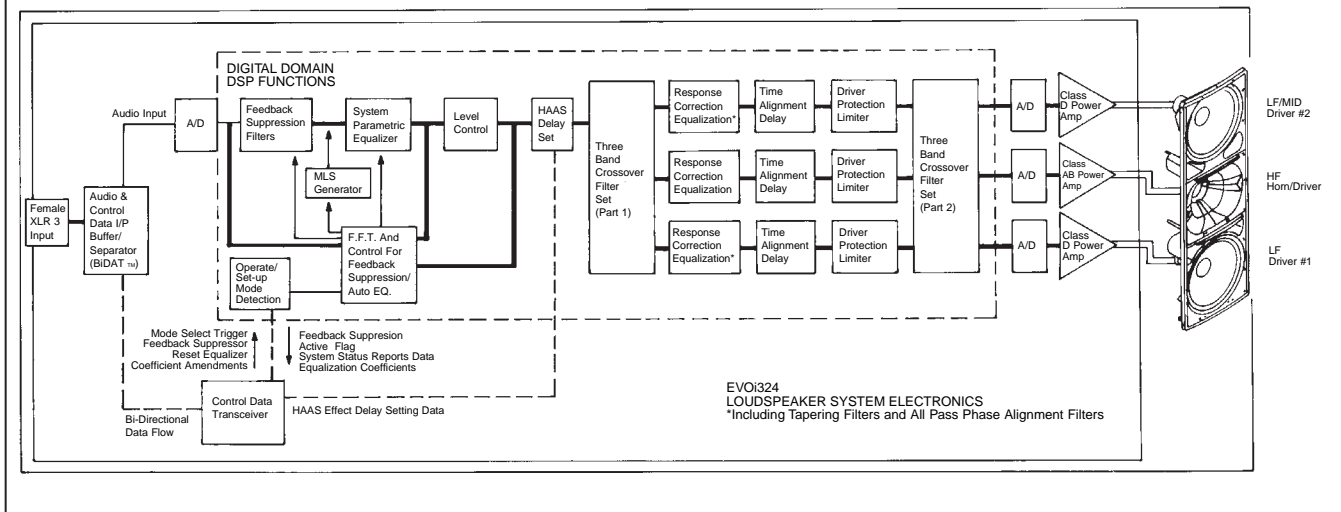 DIGITAL DOMAIN
DSP FUNCTIONS
Audio Input
A/D
Feedback
Suppression
Filters
System
Parametric
Equalizer
Level
Control
HAAS
Delay
Set
MLS
Generator
F.F.T. And
Control For
Feedback
Suppression/
Auto EQ.
Operate/
Set-up
Mode
Detection
Female
XLR 3
Input
Audio &
Control
Data I/P
Buffer/
Separator
(BiDAT TM)
Three
Band
Crossover
Filter
Set
(Part 1)
Response
Correction
Equalization*
Time
Alignment
Delay
Driver
Protection
Limiter
Response
Correction
Equalization
Time
Alignment
Delay
Driver
Protection
Limiter
Response
Correction
Equalization*
Time
Alignment
Delay
Driver
Protection
Limiter
Three
Band
Crossover
Filter
Set
(Part 2)
A/D
Class
D Power
Amp
A/D
Class
AB Power
Amp
A/D
Class
D Power
Amp
LF/MID
Driver #2
HF
Horn/Driver
LF
Driver #1
Mode Select Trigger
Feedback Suppressor
Reset Equalizer
Coefficient Amendments
Feedback Suppresion
Active Flag
System Status Reports Data
Equalization Coefficients
Control Data
Transceiver
Bi-Directional
Data Flow
HAAS Effect Delay Setting Data
EVOi324
LOUDSPEAKER SYSTEM ELECTRONICS
*Including Tapering Filters and All Pass Phase Alignment Filters